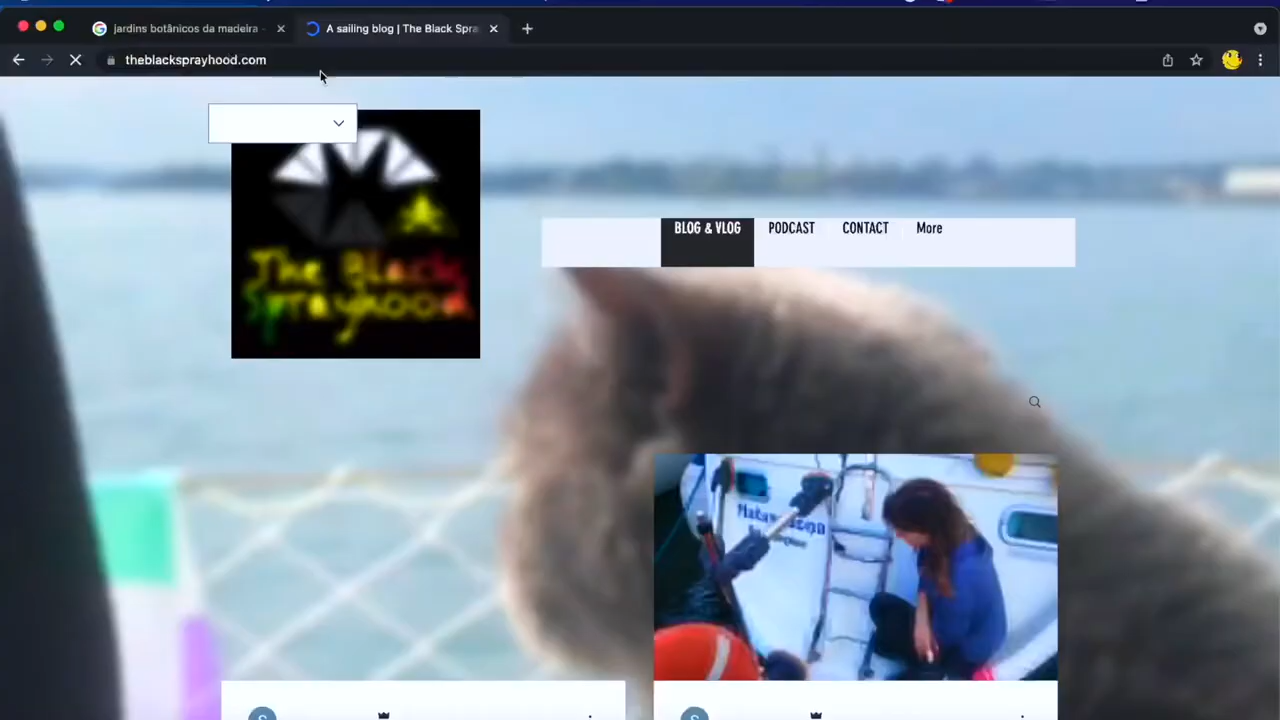 jardins botânicos da madeira -
A sailing blog | The Black Spra
theblacksprayhood.com
The Black
Sprayhood
BLOG & VLOG PODCAST CONTACT More
S
S